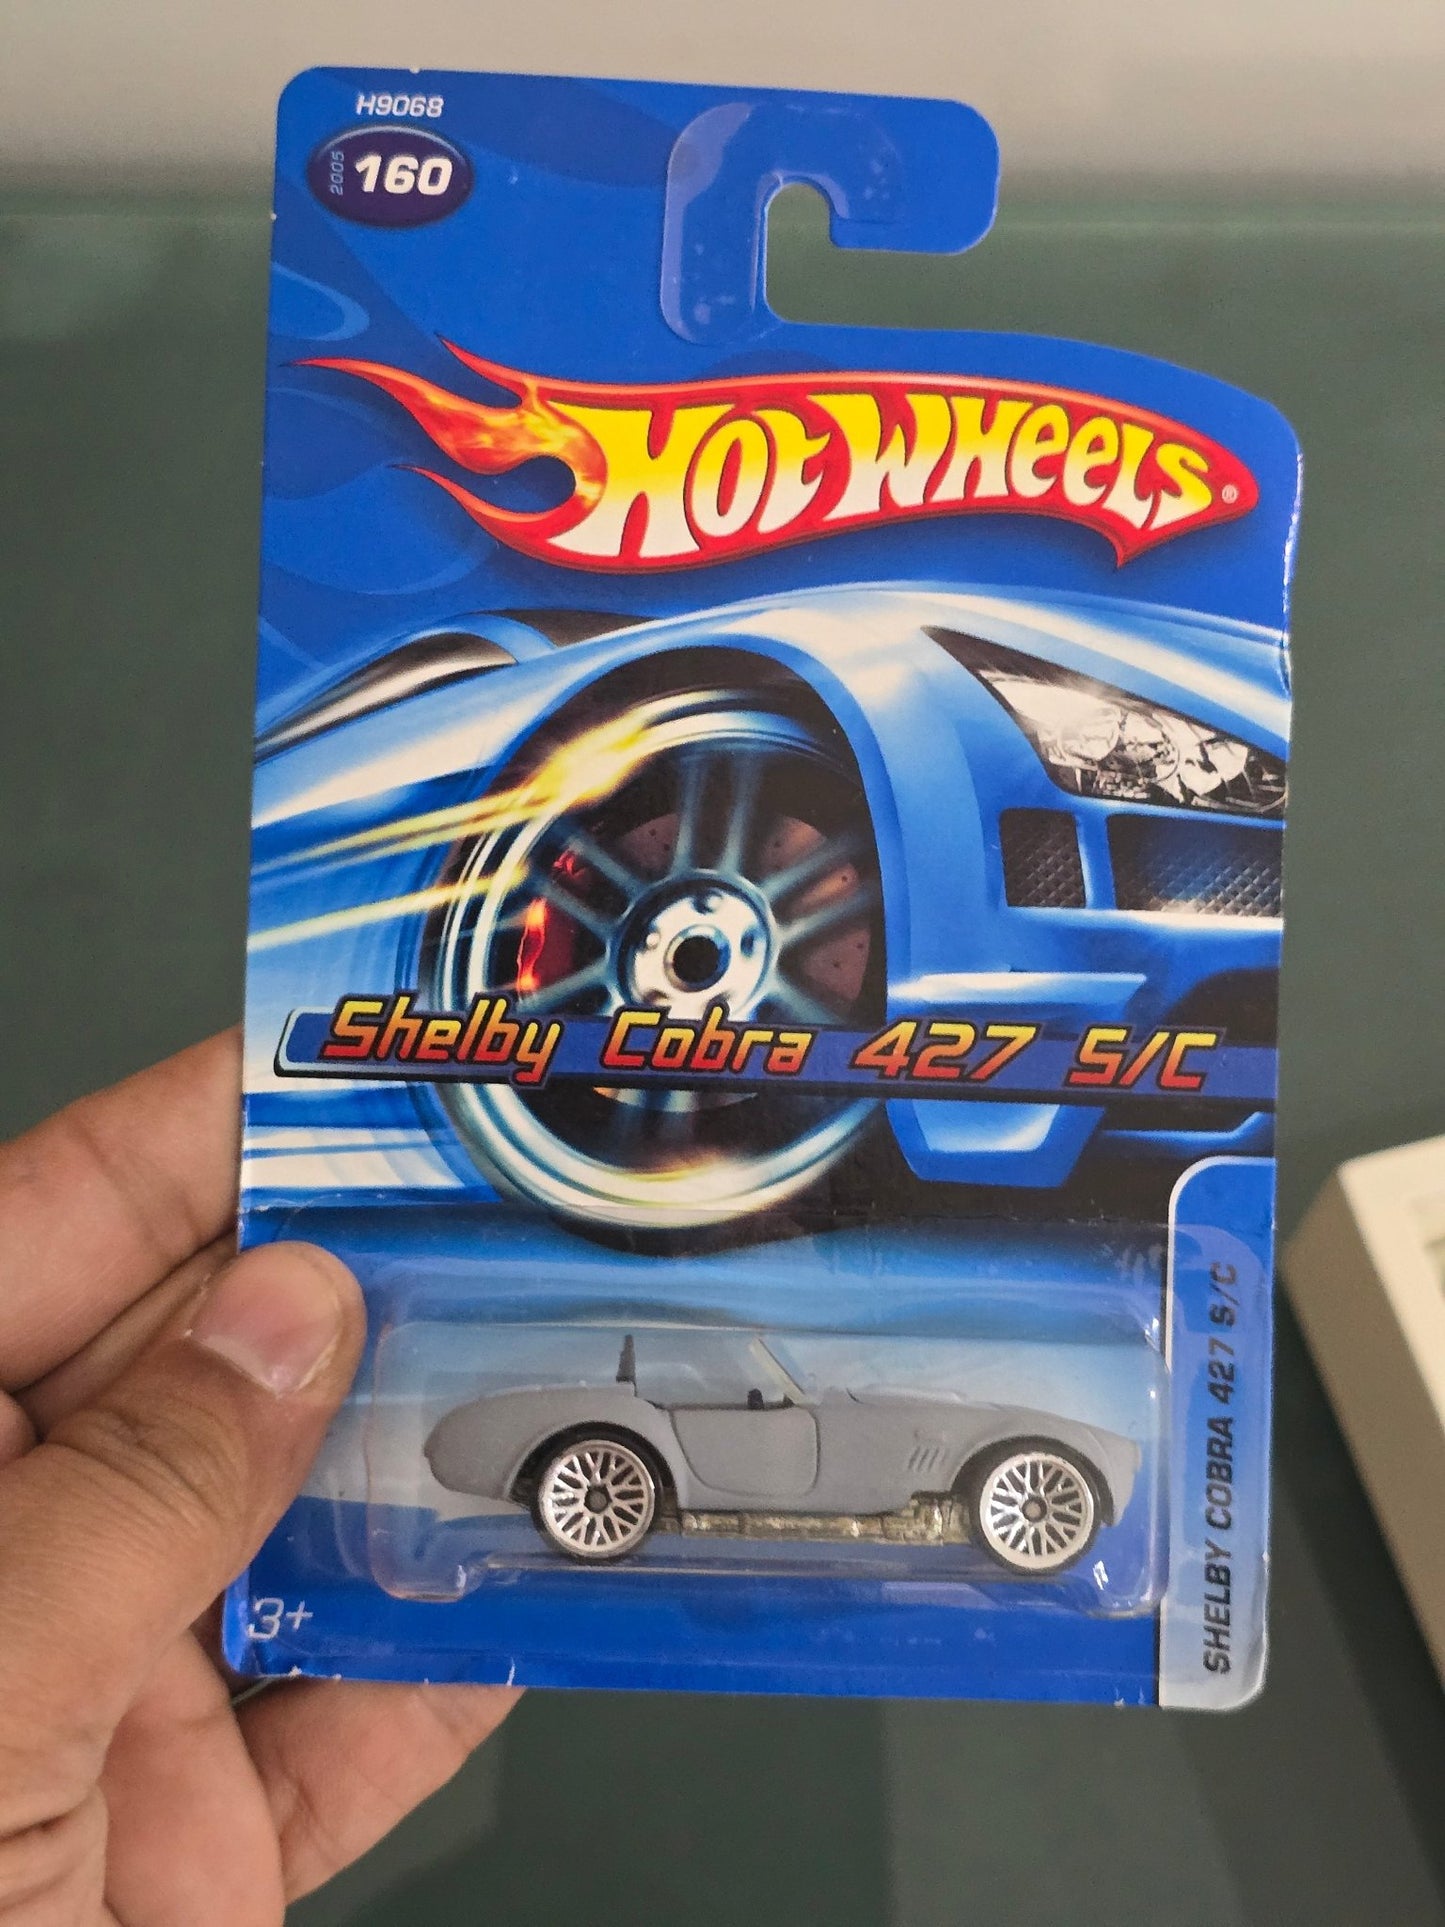 H9068
2005
160
HOT WHEELS®
Shelby Cobra 427 S/C
SHELBY COBRA 427 S/C
3+